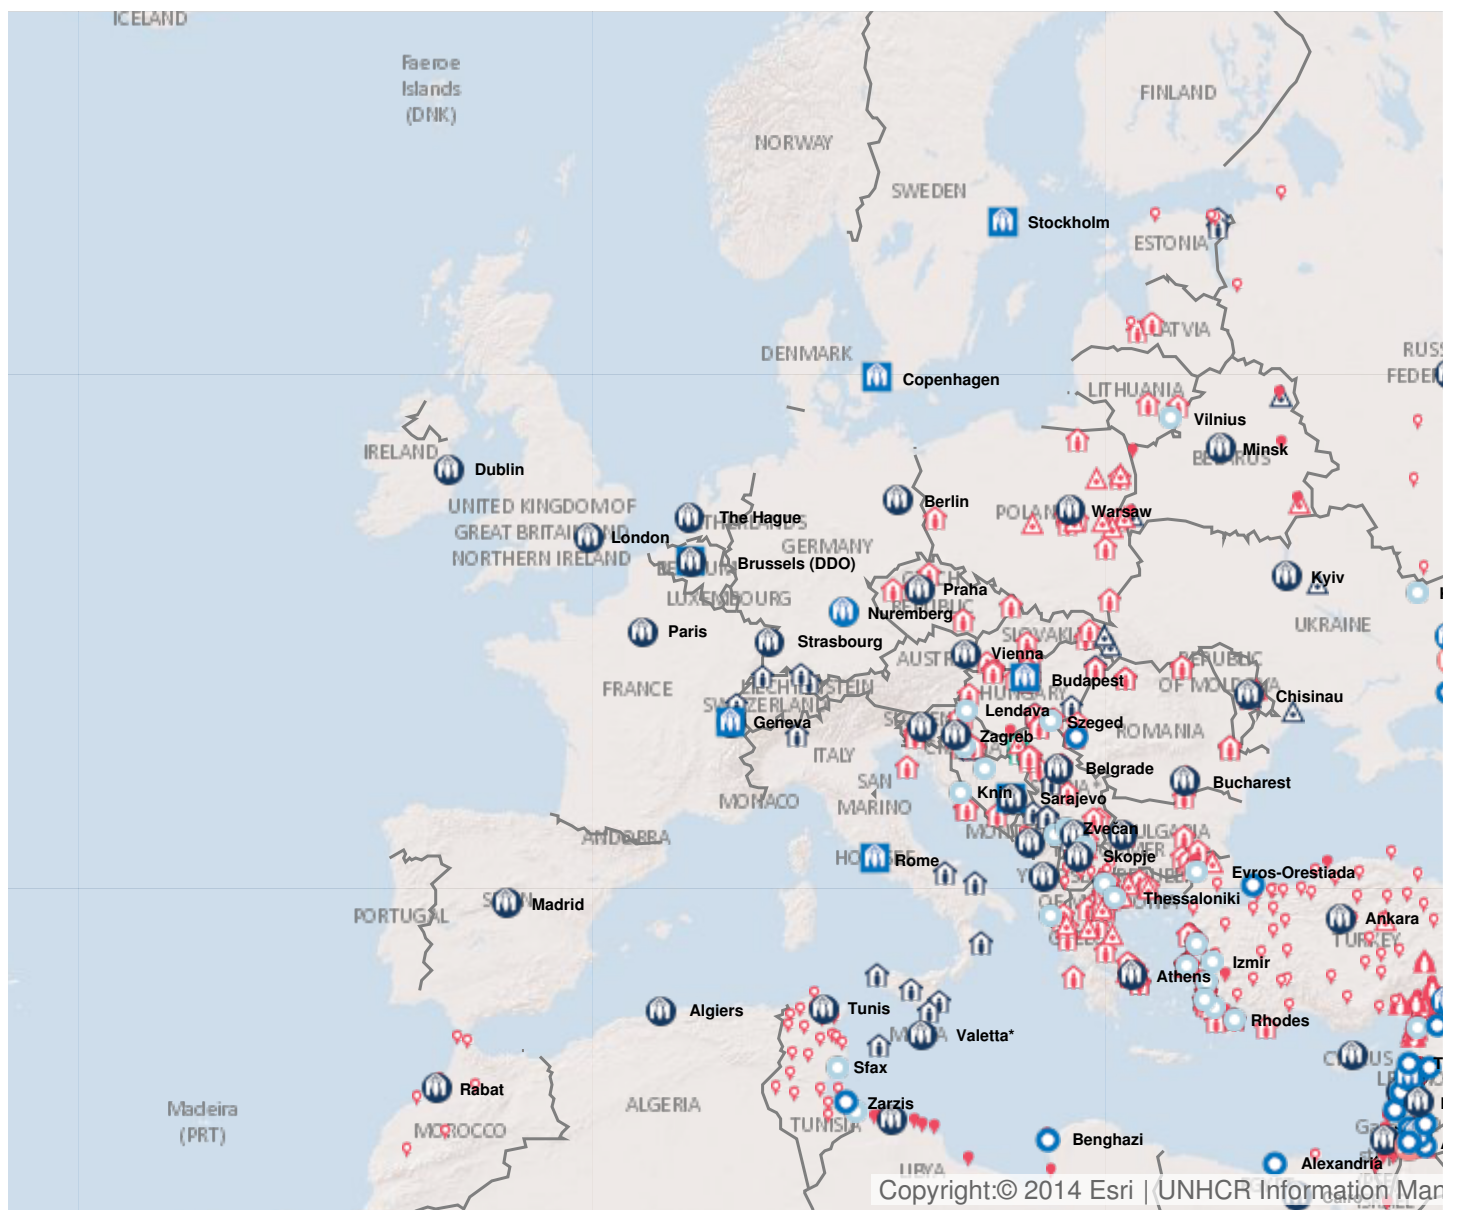 ICELAND
Faeroe
Islands
(DNK)
FINLAND
NORWAY
SWEDEN
Stockholm
ESTONIA
LATVIA
DENMARK
Copenhagen
LITHUANIA
Vilnius
Minsk
IRELAND
Dublin
UNITED KINGDOM OF
NORTHERN IRELAND
London
The Hague
Brussels (DDO)
GERMANY
Berlin
Warsaw
LUXEMBOURG
Praha
Nuremberg
Kyiv
UKRAINE
Paris
Strasbourg
Vienna
FRANCE
Budapest
Chisinau
Geneva
Lendava
Szeged
Zagreb
ROMANIA
ITALY
Belgrade
Bucharest
SAN
MARINO
MONACO
Knin
Sarajevo
ANDORRA
Zvečan
Rome
Skopje
Evros-Orestiada
Madrid
PORTUGAL
Thessaloniki
Ankara
TURKEY
Athens
Izmir
Algiers
Tunis
Valetta*
Rhodes
Rabat
Sfax
Madeira
(PRT)
ALGERIA
Zarzis
TUNISIA
MOROCCO
Benghazi
Alexandria
LIBYA
Cairo
Copyright:© 2014 Esri | UNHCR Information Man